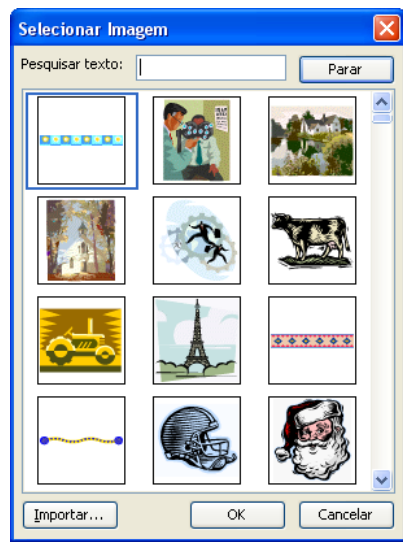 Selecionar Imagem
Pesquisar texto:
Parar
Importar...
OK
Cancelar